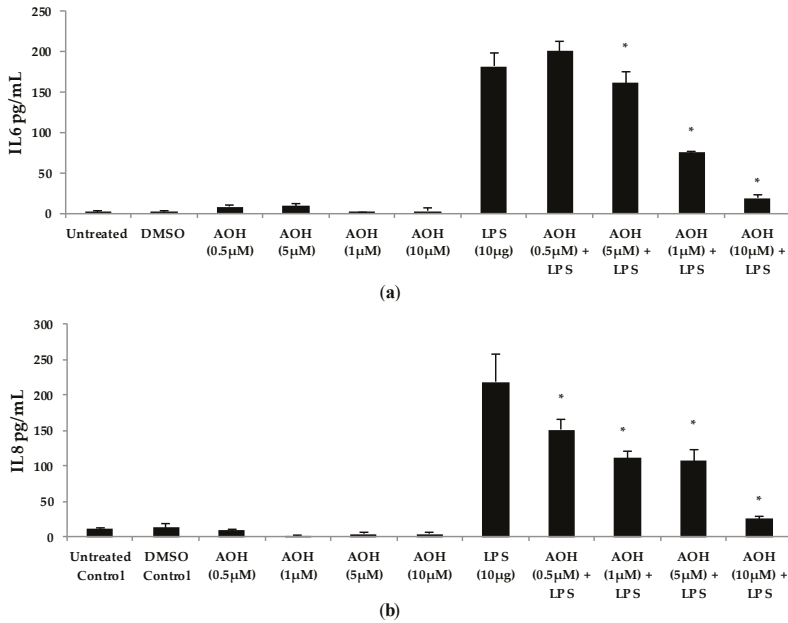 250
200
150
100
50
0
IL6 pg/mL
* * *
Untreated DMSO AOH (0.5µM) AOH (5µM) AOH (1µM) AOH (10µM) LPS (10µg) AOH (0.5µM) + LPS AOH (5µM) + LPS AOH (1µM) + LPS AOH (10µM) + LPS
(a)
300
250
200
150
100
50
0
IL8 pg/mL
* * * *
Untreated Control DMSO Control AOH (0.5µM) AOH (1µM) AOH (5µM) AOH (10µM) LPS (10µg) AOH (0.5µM) + LPS AOH (1µM) + LPS AOH (5µM) + LPS AOH (10µM) + LPS
(b)